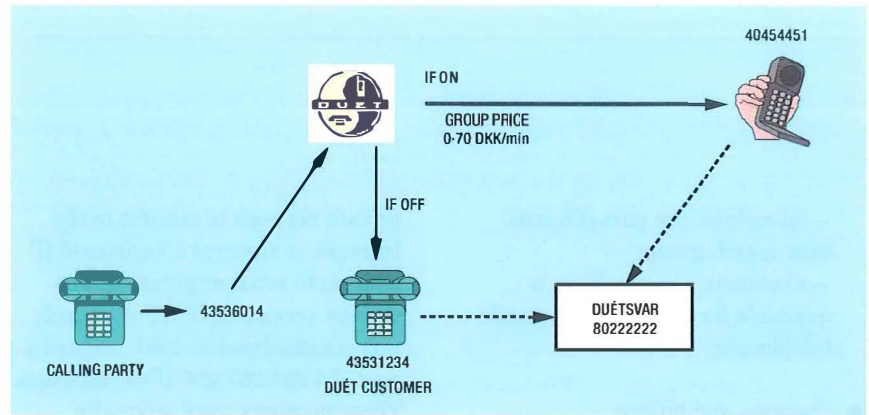 40454451
DUET
IF ON
GROUP PRICE
0·70 DKK/min
IF OFF
43536014
CALLING PARTY
43531234
DUÉT CUSTOMER
DUÉTSVAR
80222222